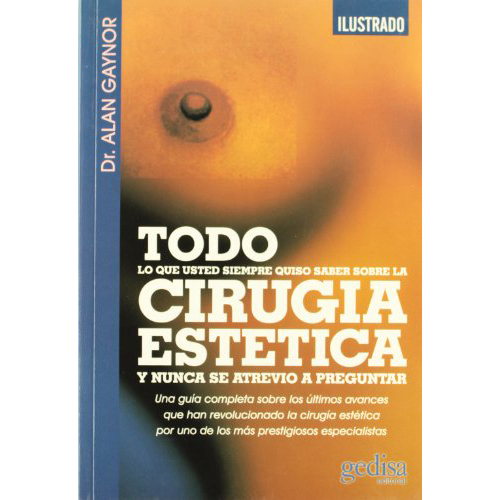 ILUSTRADO
Dr. ALAN GAYNOR
TODO
LO QUE USTED SIEMPRE QUISO SABER SOBRE LA
CIRUGIA
ESTETICA
Y NUNCA SE ATREVIO A PREGUNTAR
Una guía completa sobre los últimos avances
que han revolucionado la cirugía estética
por uno de los más prestigiosos especialistas
gedisa
editorial